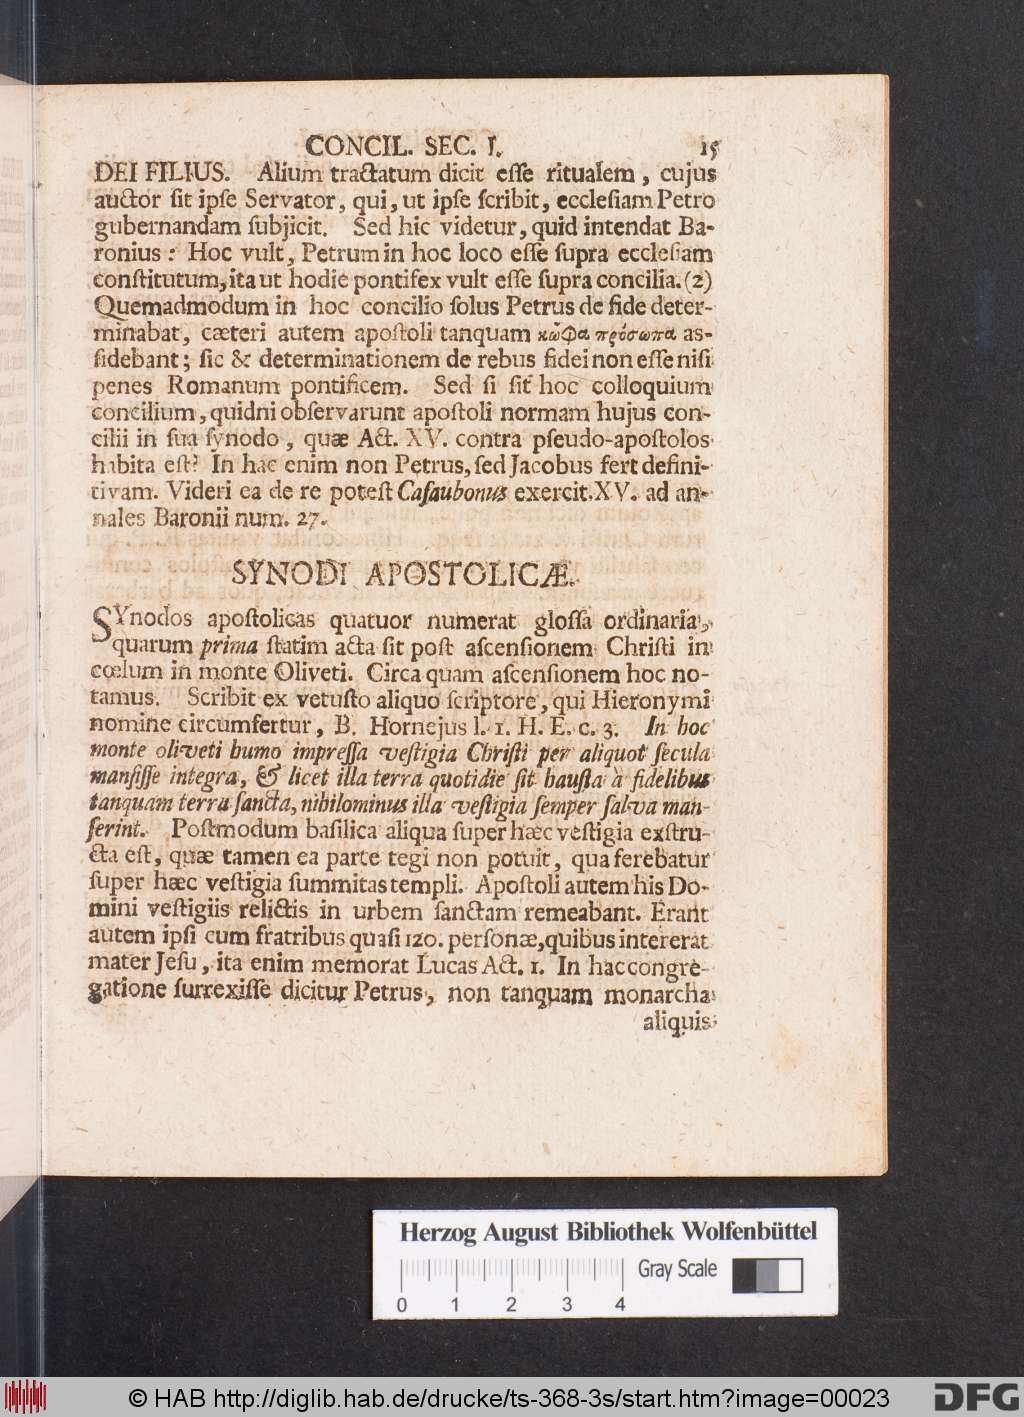 CONCIL. SEC. I. 15
DEI FILIUS. Alium tractatum dicit eſſe ritualem, cujus
auctor ſit ipſe Servator, qui, ut ipſe ſcribit, eccleſiam Petro
gubernandam ſubjicit. Sed hic videtur, quid intendat Ba-
ronius: Hoc vult, Petrum in hoc loco eſſe ſupra eccleſiam
conſtitutum, ita ut hodie pontifex vult eſſe ſupra concilia. (2)
Quemadmodum in hoc concilio ſolus Petrus de fide deter-
minabat, cæteri autem apoſtoli tanquam κωφα πρόσωπα as-
ſidebant; ſic & determinationem de rebus fidei non eſſe niſi
penes Romanum pontificem. Sed ſi ſit hoc colloquium
concilium, quidni obſervarunt apoſtoli normam hujus con-
cilii in ſua ſynodo, quæ Act. XV. contra pſeudo-apoſtolos
habita eſt? In hac enim non Petrus, ſed Jacobus fert defini-
tivam. Videri ea de re poteſt Caſaubonus exercit. XV. ad an-
nales Baronii num. 27.
SYNODI APOSTOLICÆ.
SYnodos apoſtolicas quatuor numerat gloſſa ordinaria,
quarum prima ſtatim acta ſit poſt aſcenſionem Chriſti in
cœlum in monte Oliveti. Circa quam aſcenſionem hoc no-
tamus. Scribit ex vetuſto aliquo ſcriptore, qui Hieronymi
nomine circumfertur, B. Hornejus l. 1. H. E. c. 3. In hoc
monte oliveti humo impreſſa veſtigia Chriſti per aliquot ſecula
manſiſſe integra, & licet illa terra quotidie ſit hauſta à fidelibus
tanquam terra ſancta, nihilominus illa veſtigia ſemper ſalva man-
ſerint. Poſtmodum baſilica aliqua ſuper hæc veſtigia exſtru-
cta eſt, quæ tamen ea parte tegi non potuit, qua ferebatur
ſuper hæc veſtigia ſummitas templi. Apoſtoli autem his Do-
mini veſtigiis relictis in urbem ſanctam remeabant. Erant
autem ipſi cum fratribus quaſi 120. perſonæ, quibus intererat
mater Jeſu, ita enim memorat Lucas Act. 1. In hac congre-
gatione ſurrexiſſe dicitur Petrus, non tanquam monarcha
aliquis
Herzog August Bibliothek Wolfenbüttel
Gray Scale
0 1 2 3 4
© HAB http://diglib.hab.de/drucke/ts-368-3s/start.htm?image=00023
DFG